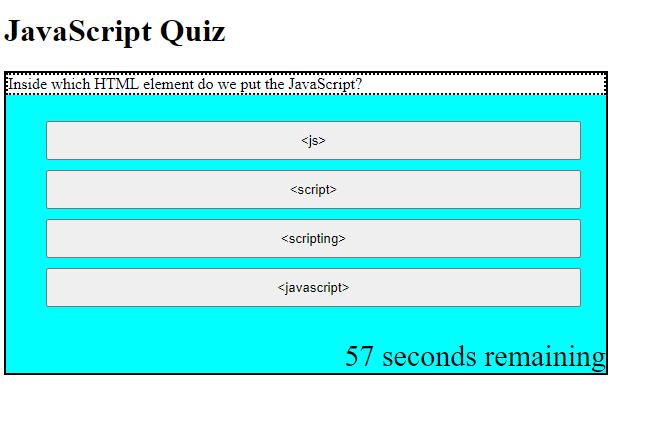 JavaScript Quiz
Inside which HTML element do we put the JavaScript?
<js>
<script>
<scripting>
<javascript>
57 seconds remaining